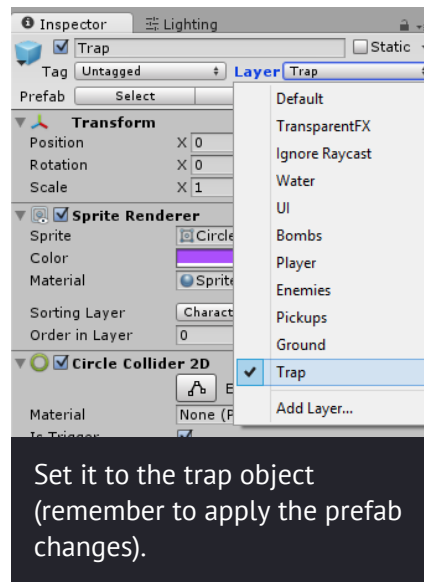 Inspector Lighting
Trap Static
Tag Untagged Layer Trap
Prefab Select
Default
TransparentFX
Ignore Raycast
Water
UI
Bombs
Player
Enemies
Pickups
Ground
Trap
Add Layer...
Transform
Position X 0
Rotation X 0
Scale X 1
Sprite Renderer
Sprite Circle
Color
Material Sprite
Sorting Layer Charact
Order in Layer 0
Circle Collider 2D
E
Material None (P
Is Trigger
Set it to the trap object
(remember to apply the prefab
changes).